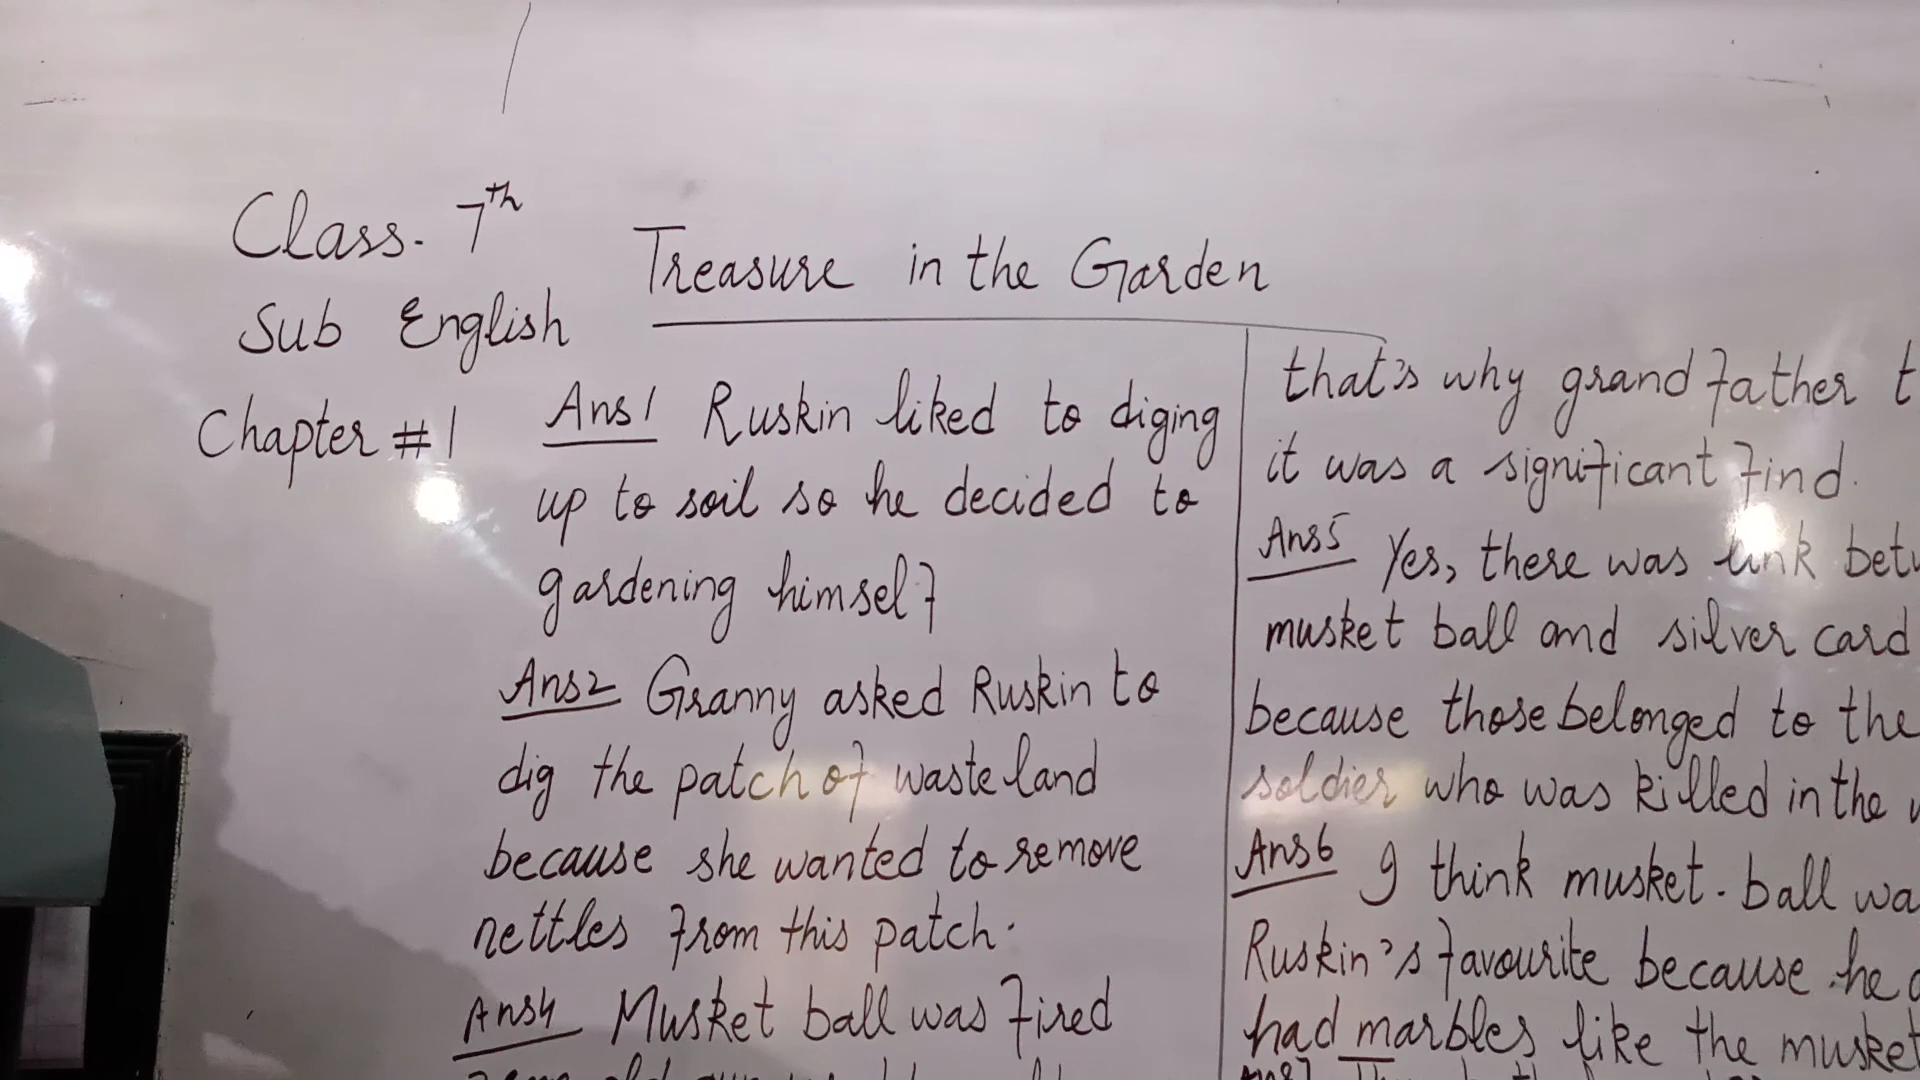 Class. 7th
Sub English
Chapter #1
Treasure in the Garden
Ans1 Ruskin liked to diging
up to soil so he decided to
gardening himself
Ans2 Granny asked Ruskin to
dig the patch of waste land
because she wanted to remove
nettles from this patch.
Ans4 Musket ball was fired
that's why grand father
it was a significant find.
Ans5 Yes, there was link
musket ball and silver card
because those belonged to the
soldier who was killed in the
Ans6 I think musket. ball
Ruskin's favourite because he
had marbles like the musket
Ans7